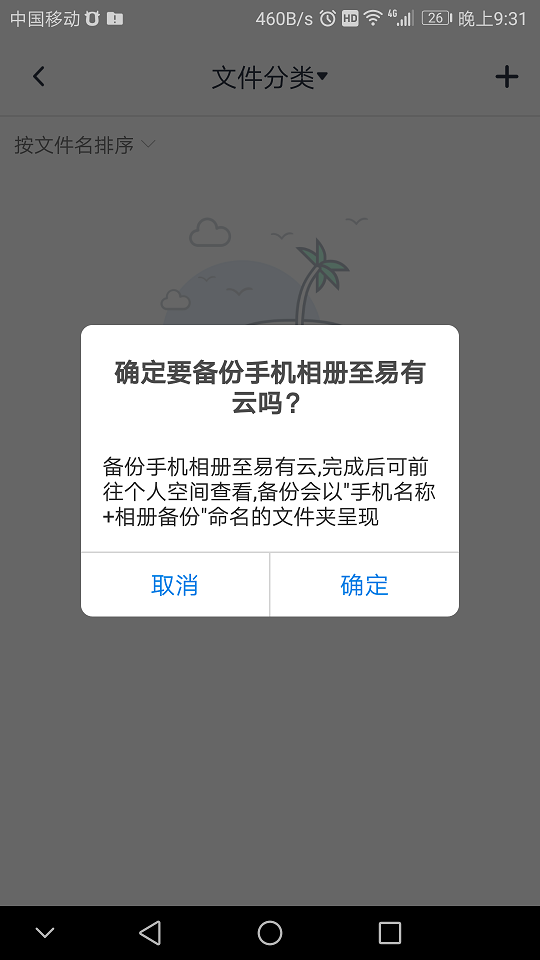 中国移动 460B/s HD 4G 26 晚上9:31
文件分类
按文件名排序
确定要备份手机相册至易有
云吗?
备份手机相册至易有云,完成后可前
往个人空间查看,备份会以"手机名称
+相册备份"命名的文件夹呈现
取消 确定